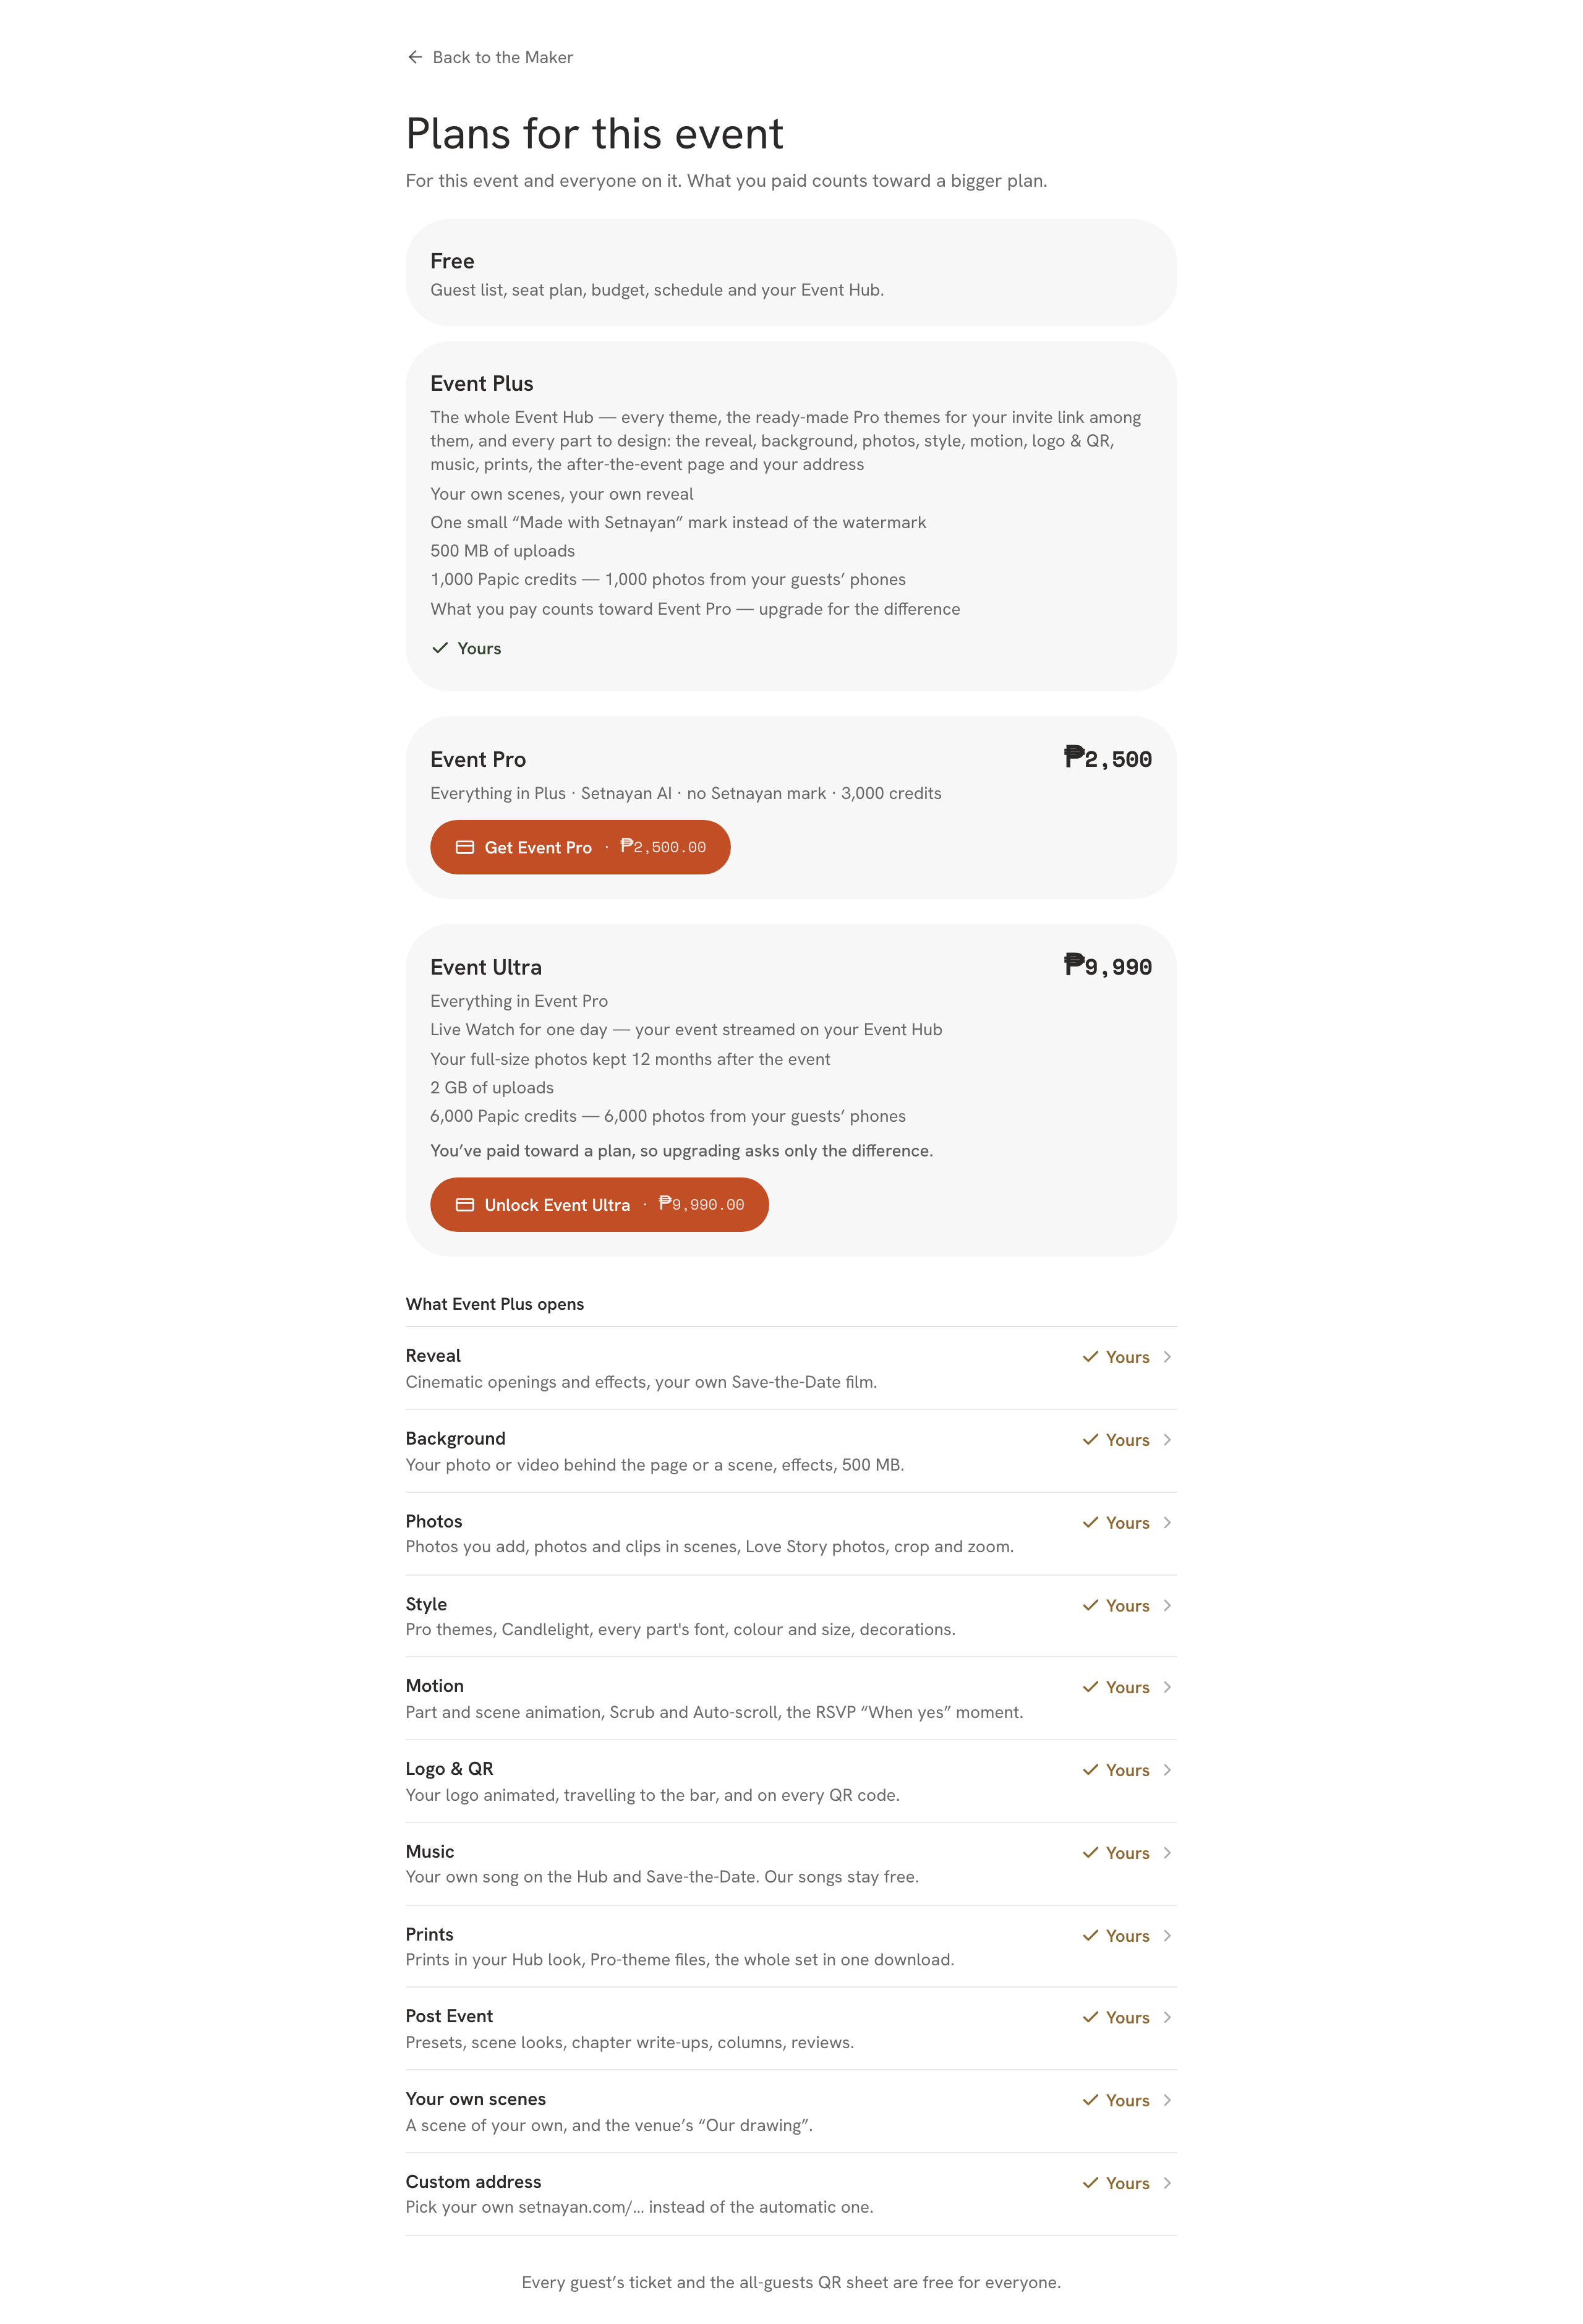 Back to the Maker
Plans for this event
For this event and everyone on it. What you paid counts toward a bigger plan.
Free
Guest list, seat plan, budget, schedule and your Event Hub.
Event Plus
The whole Event Hub — every theme, the ready-made Pro themes for your invite link among
them, and every part to design: the reveal, background, photos, style, motion, logo & QR,
music, prints, the after-the-event page and your address
Your own scenes, your own reveal
One small “Made with Setnayan” mark instead of the watermark
500 MB of uploads
1,000 Papic credits — 1,000 photos from your guests’ phones
What you pay counts toward Event Pro — upgrade for the difference
Yours
Event Pro ₱2,500
Everything in Plus · Setnayan AI · no Setnayan mark · 3,000 credits
Get Event Pro · ₱2,500.00
Event Ultra ₱9,990
Everything in Event Pro
Live Watch for one day — your event streamed on your Event Hub
Your full-size photos kept 12 months after the event
2 GB of uploads
6,000 Papic credits — 6,000 photos from your guests’ phones
You’ve paid toward a plan, so upgrading asks only the difference.
Unlock Event Ultra · ₱9,990.00
What Event Plus opens
Reveal Yours
Cinematic openings and effects, your own Save-the-Date film.
Background Yours
Your photo or video behind the page or a scene, effects, 500 MB.
Photos Yours
Photos you add, photos and clips in scenes, Love Story photos, crop and zoom.
Style Yours
Pro themes, Candlelight, every part's font, colour and size, decorations.
Motion Yours
Part and scene animation, Scrub and Auto-scroll, the RSVP “When yes” moment.
Logo & QR Yours
Your logo animated, travelling to the bar, and on every QR code.
Music Yours
Your own song on the Hub and Save-the-Date. Our songs stay free.
Prints Yours
Prints in your Hub look, Pro-theme files, the whole set in one download.
Post Event Yours
Presets, scene looks, chapter write-ups, columns, reviews.
Your own scenes Yours
A scene of your own, and the venue’s “Our drawing”.
Custom address Yours
Pick your own setnayan.com/... instead of the automatic one.
Every guest’s ticket and the all-guests QR sheet are free for everyone.